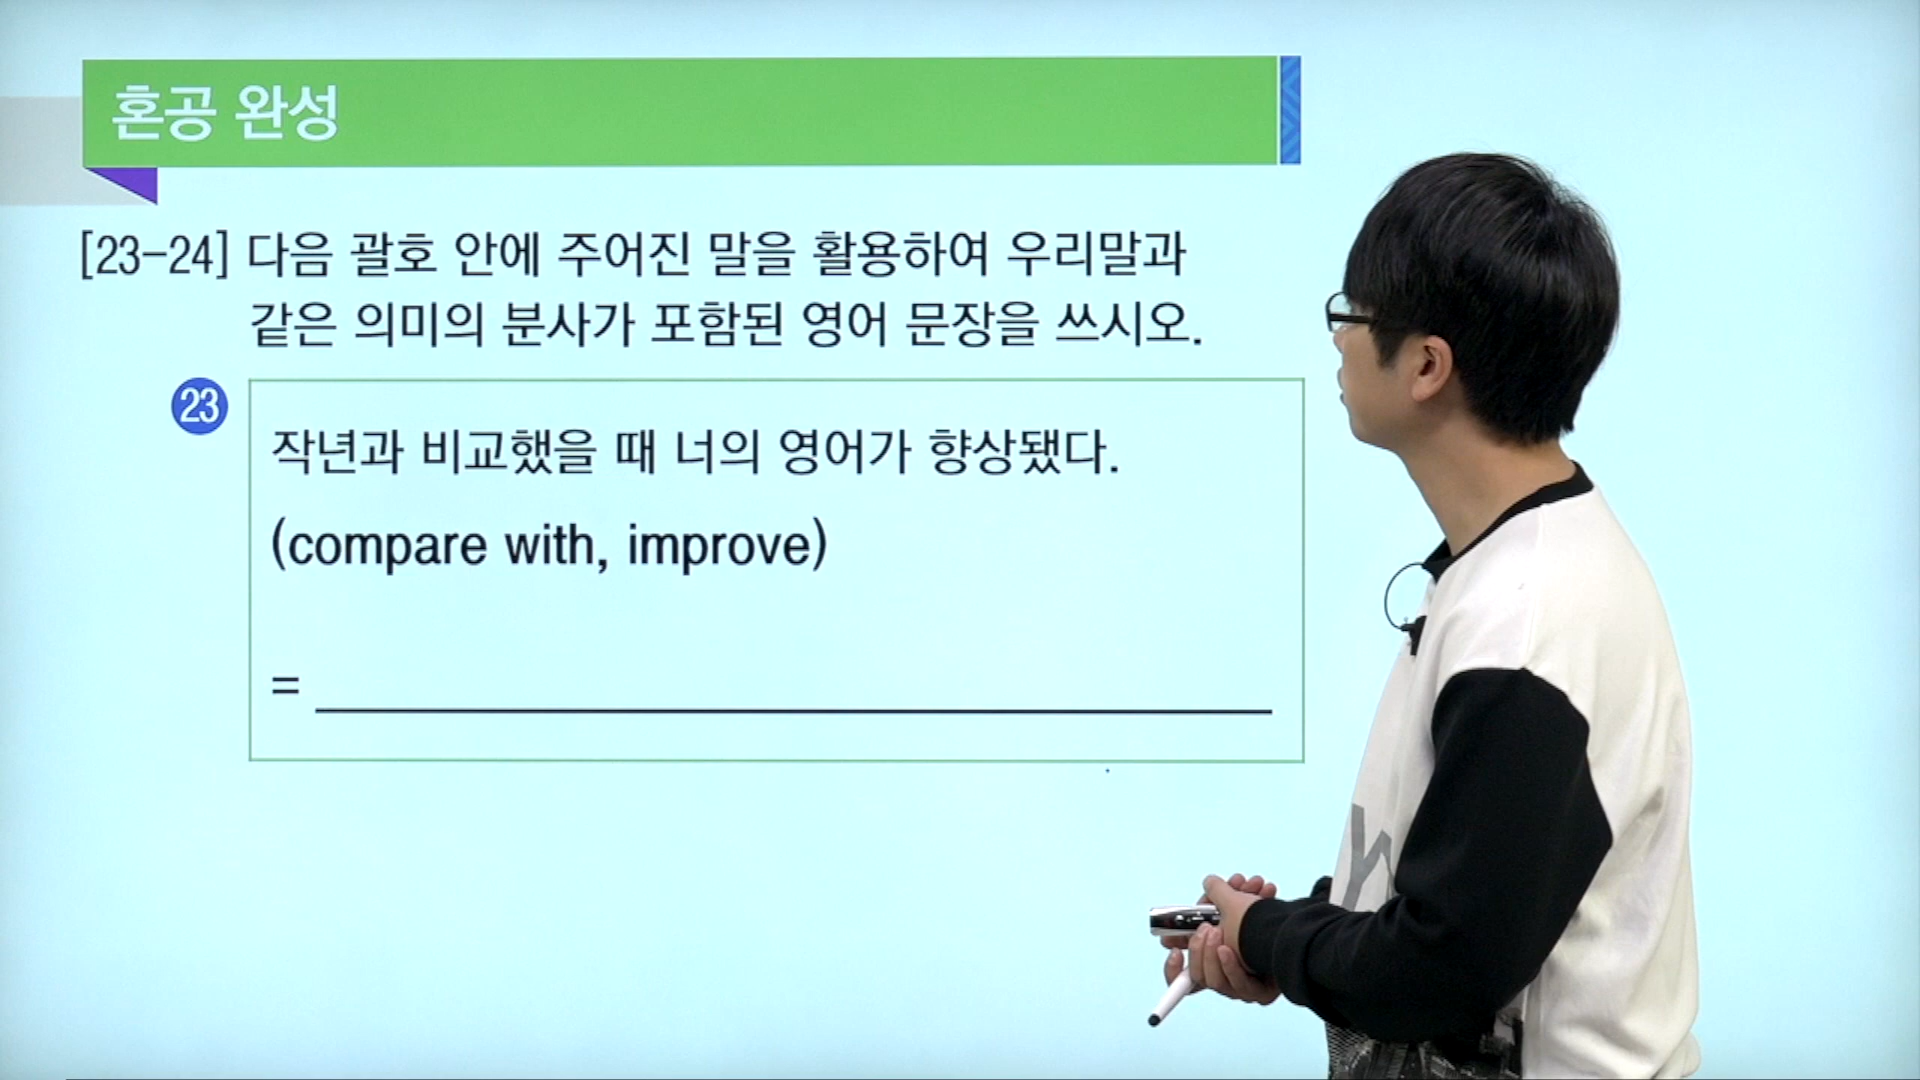 혼공 완성
[23-24] 다음 괄호 안에 주어진 말을 활용하여 우리말과
같은 의미의 분사가 포함된 영어 문장을 쓰시오.
23
작년과 비교했을 때 너의 영어가 향상됐다.
(compare with, improve)
=